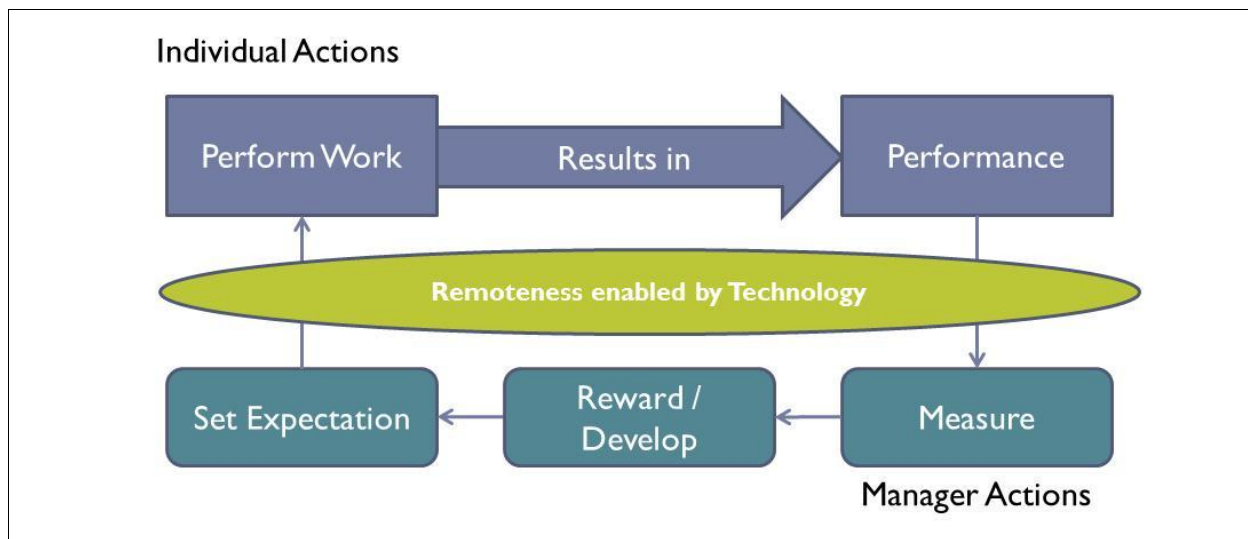 Individual Actions
Perform Work
Results in
Performance
Remoteness enabled by Technology
Set Expectation
Reward /
Develop
Measure
Manager Actions